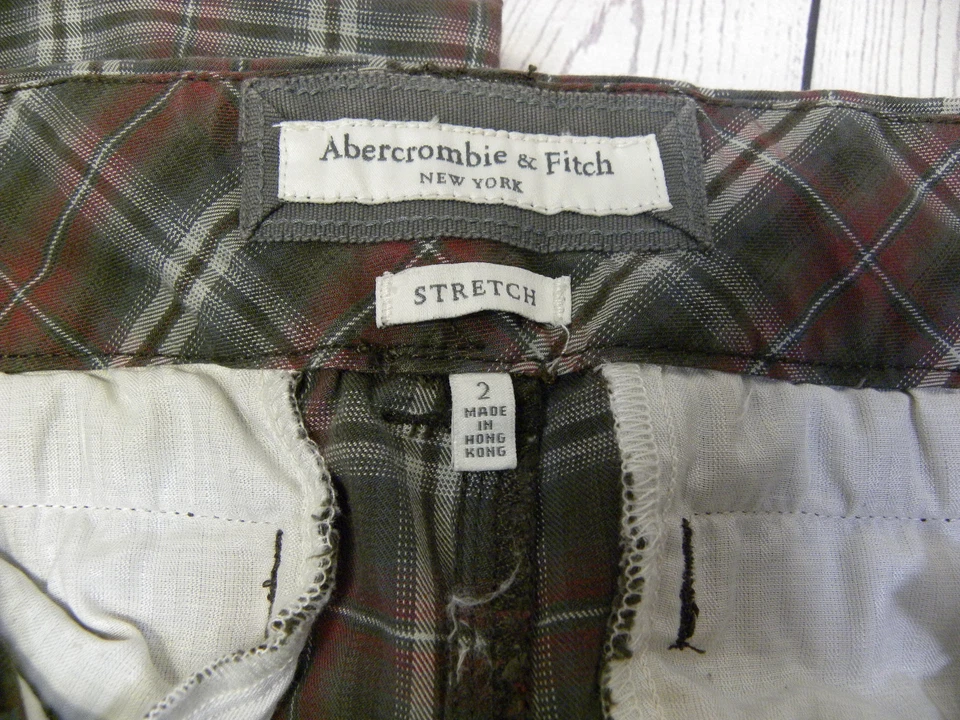 Abercrombie & Fitch
NEW YORK
STRETCH
2
MADE
IN
HONG
KONG